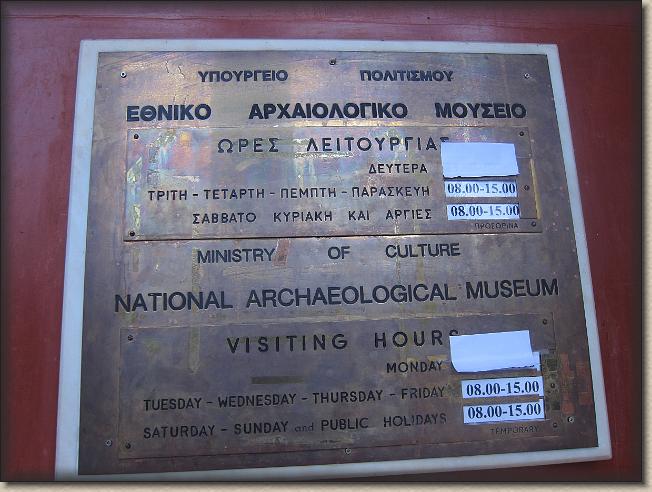 ΥΠΟΥΡΓΕΙΟ ΠΟΛΙΤΙΣΜΟΥ
ΕΘΝΙΚΟ ΑΡΧΑΙΟΛΟΓΙΚΟ ΜΟΥΣΕΙΟ
ΩΡΕΣ ΛΕΙΤΟΥΡΓΙΑΣ
ΔΕΥΤΕΡΑ
ΤΡΙΤΗ - ΤΕΤΑΡΤΗ - ΠΕΜΠΤΗ - ΠΑΡΑΣΚΕΥΗ 08.00-15.00
ΣΑΒΒΑΤΟ ΚΥΡΙΑΚΗ ΚΑΙ ΑΡΓΙΕΣ 08.00-15.00
ΠΡΟΣΩΡΙΝΑ
MINISTRY OF CULTURE
NATIONAL ARCHAEOLOGICAL MUSEUM
VISITING HOURS
MONDAY
TUESDAY - WEDNESDAY - THURSDAY - FRIDAY 08.00-15.00
SATURDAY - SUNDAY and PUBLIC HOLIDAYS 08.00-15.00
TEMPORARY